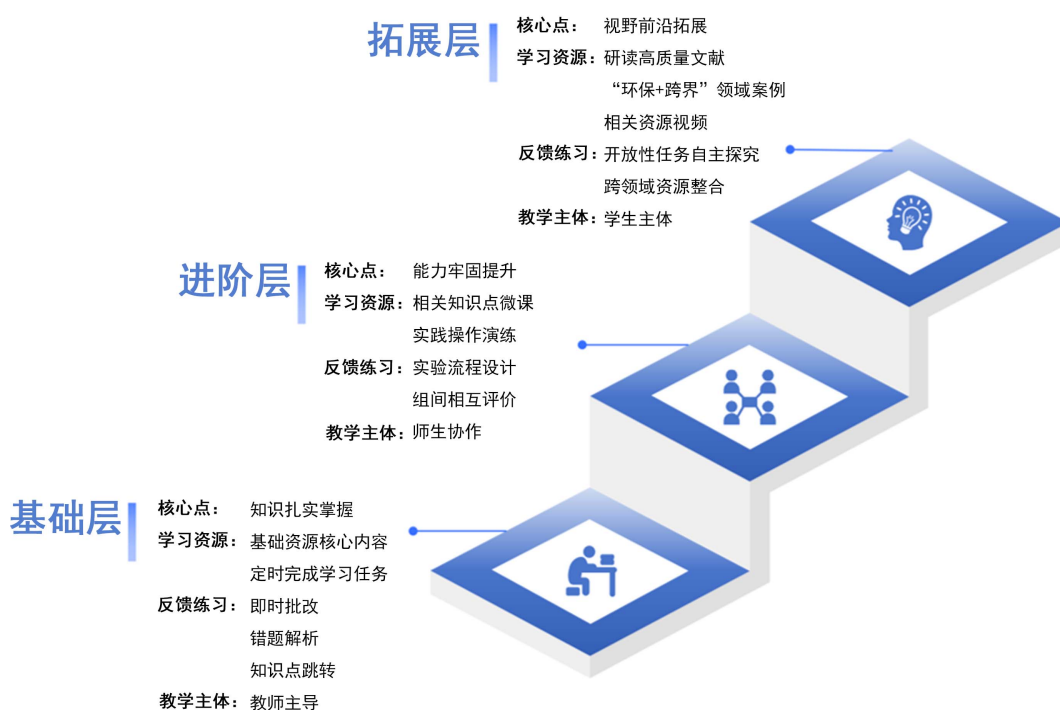 拓展层
核心点： 视野前沿拓展
学习资源：研读高质量文献
“环保+跨界”领域案例
相关资源视频
反馈练习：开放性任务自主探究
跨领域资源整合
教学主体：学生主体
进阶层
核心点： 能力牢固提升
学习资源：相关知识点微课
实践操作演练
反馈练习：实验流程设计
组间相互评价
教学主体：师生协作
基础层
核心点： 知识扎实掌握
学习资源：基础资源核心内容
定时完成学习任务
反馈练习：即时批改
错题解析
知识点跳转
教学主体：教师主导